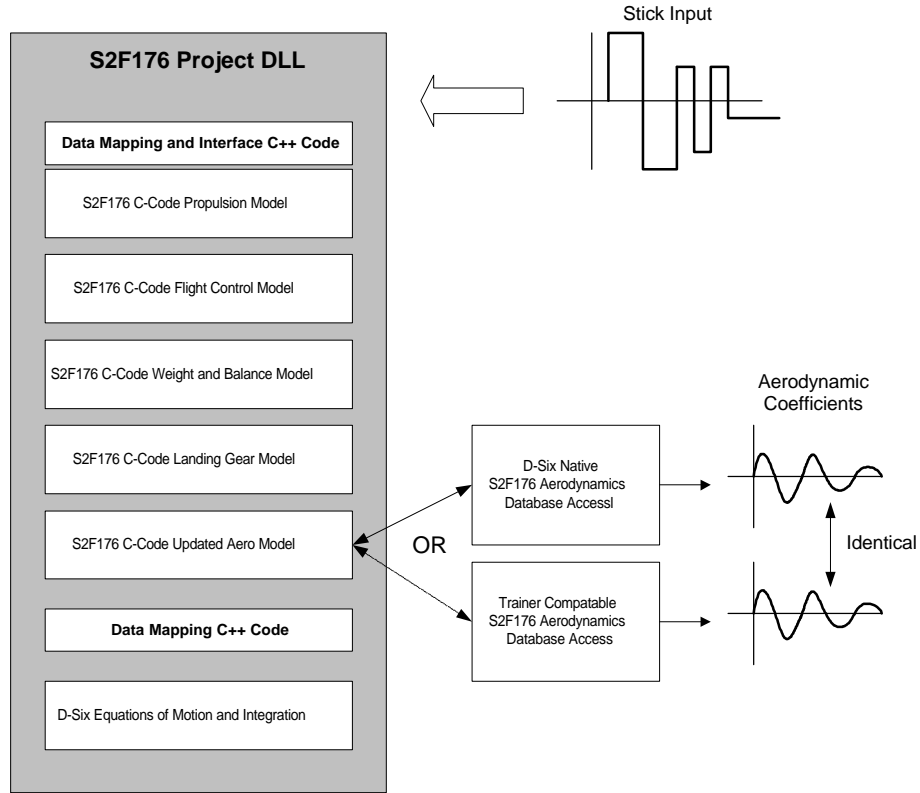 Stick Input
S2F176 Project DLL
Data Mapping and Interface C++ Code
S2F176 C-Code Propulsion Model
S2F176 C-Code Flight Control Model
S2F176 C-Code Weight and Balance Model
S2F176 C-Code Landing Gear Model
S2F176 C-Code Updated Aero Model
Data Mapping C++ Code
D-Six Equations of Motion and Integration
OR
D-Six Native
S2F176 Aerodynamics
Database Accessl
Trainer Compatable
S2F176 Aerodynamics
Database Access
Aerodynamic
Coefficients
Identical